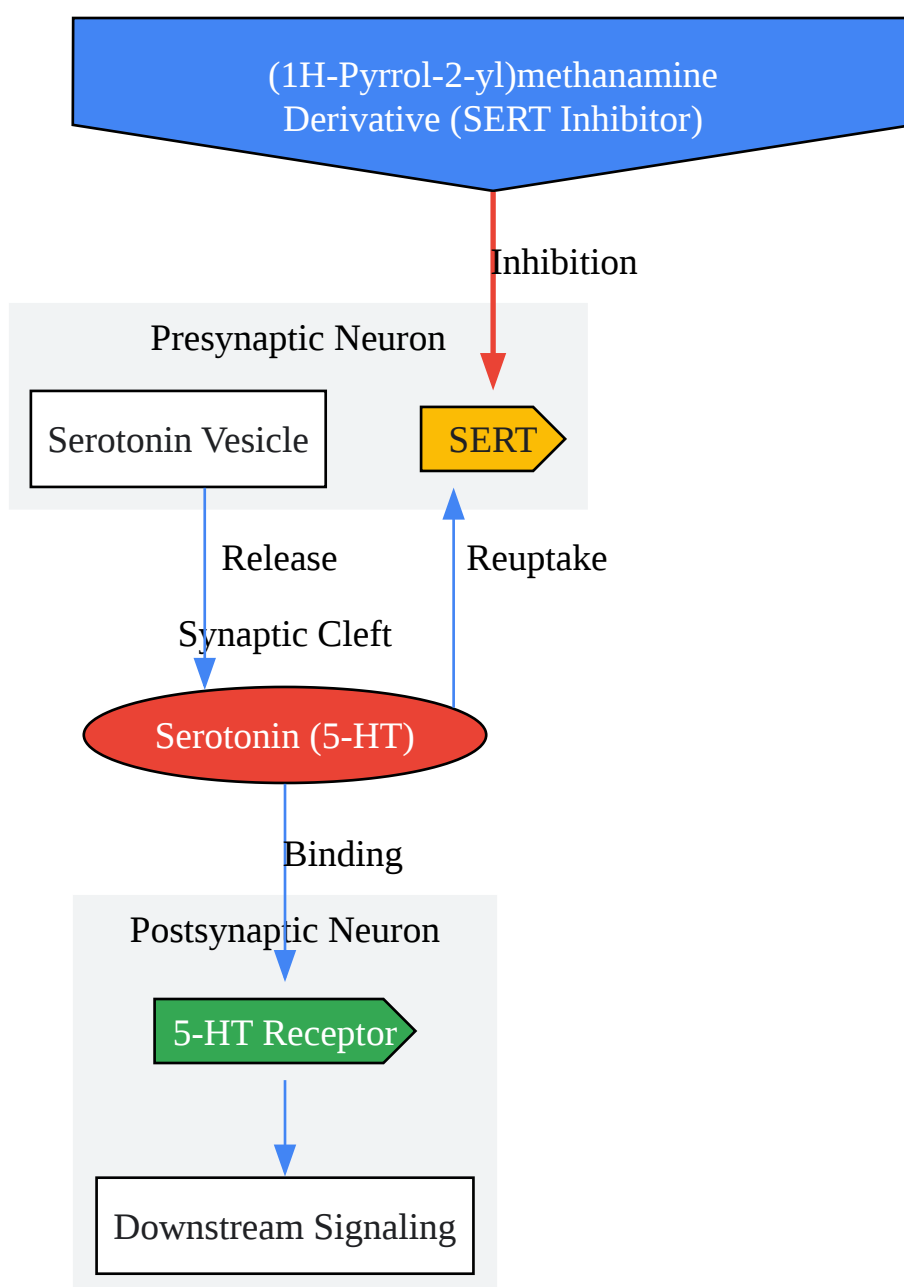 (1H-Pyrrol-2-yl)methanamine
Derivative (SERT Inhibitor)
Inhibition
Presynaptic Neuron
Serotonin Vesicle
SERT
Release
Reuptake
Synaptic Cleft
Serotonin (5-HT)
Binding
Postsynaptic Neuron
5-HT Receptor
Downstream Signaling